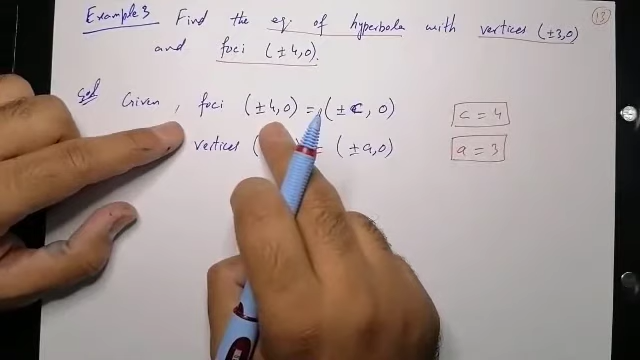 Example 3 Find the eq of hyperbola with vertices (±3,0)
and foci (±4,0).
13
Sol Given, foci (±4,0) = (±c, 0)
c = 4
vertices ( = (±a,0)
a = 3